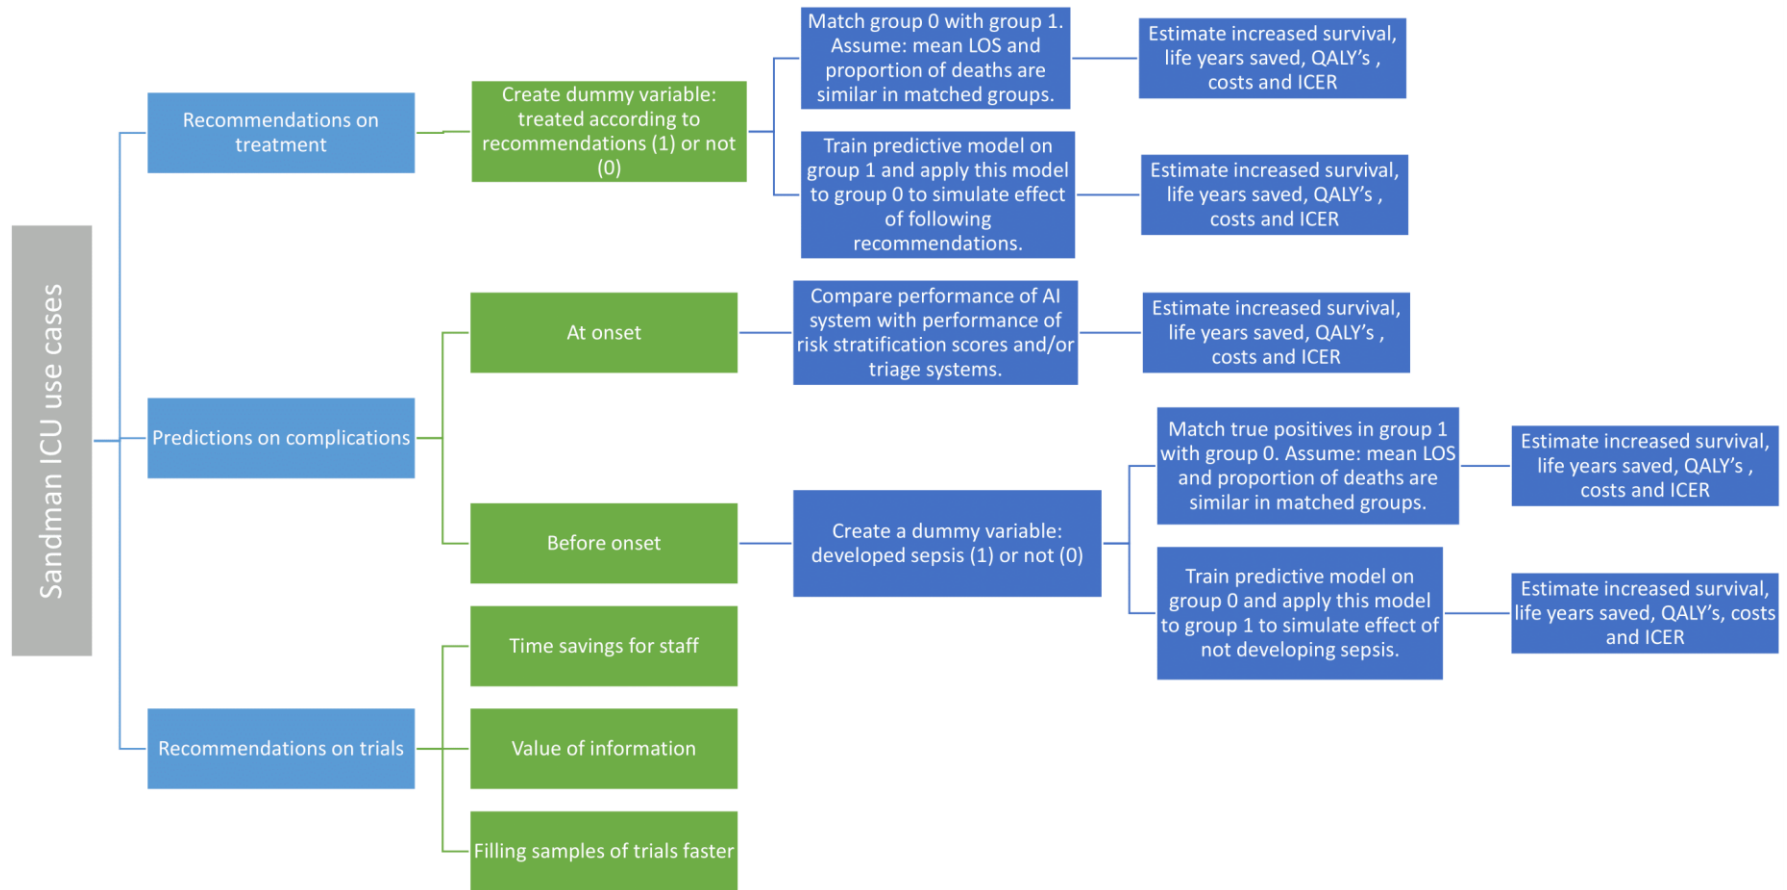 Sandman ICU use cases
Recommendations on
treatment
Create dummy variable:
treated according to
recommendations (1) or not
(0)
Match group 0 with group 1.
Assume: mean LOS and
proportion of deaths are
similar in matched groups.
Estimate increased survival,
life years saved, QALY’s ,
costs and ICER
Train predictive model on
group 1 and apply this model
to group 0 to simulate effect
of following
recommendations.
Estimate increased survival,
life years saved, QALY’s ,
costs and ICER
Predictions on complications
At onset
Compare performance of AI
system with performance of
risk stratification scores and/or
triage systems.
Estimate increased survival,
life years saved, QALY’s ,
costs and ICER
Before onset
Create a dummy variable:
developed sepsis (1) or not (0)
Match true positives in group 1
with group 0. Assume: mean LOS
and proportion of deaths are
similar in matched groups.
Estimate increased survival,
life years saved, QALY’s ,
costs and ICER
Train predictive model on
group 0 and apply this model
to group 1 to simulate effect of
not developing sepsis.
Estimate increased survival,
life years saved, QALY’s, costs
and ICER
Recommendations on trials
Time savings for staff
Value of information
Filling samples of trials faster